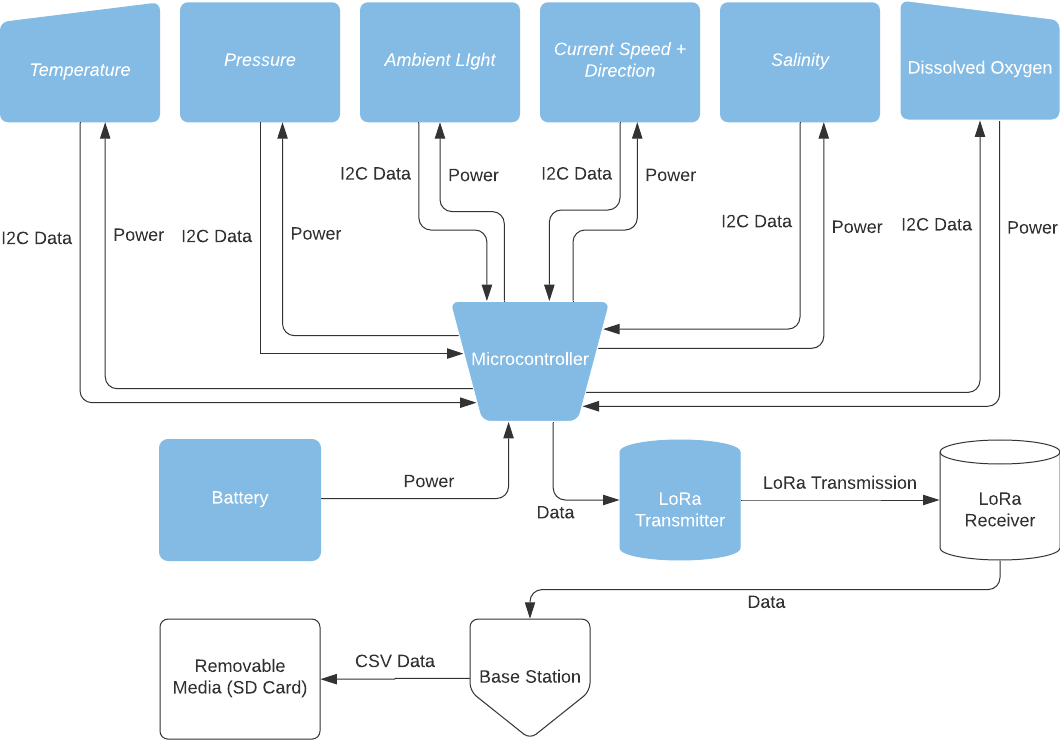 Temperature
Pressure
Ambient LIght
Current Speed +
Direction
Salinity
Dissolved Oxygen
I2C Data
Power
I2C Data
Power
I2C Data
Power
I2C Data
Power
I2C Data
Power
I2C Data
Power
Microcontroller
Battery
Power
Data
LoRa
Transmitter
LoRa Transmission
LoRa
Receiver
Data
Removable
Media (SD Card)
CSV Data
Base Station